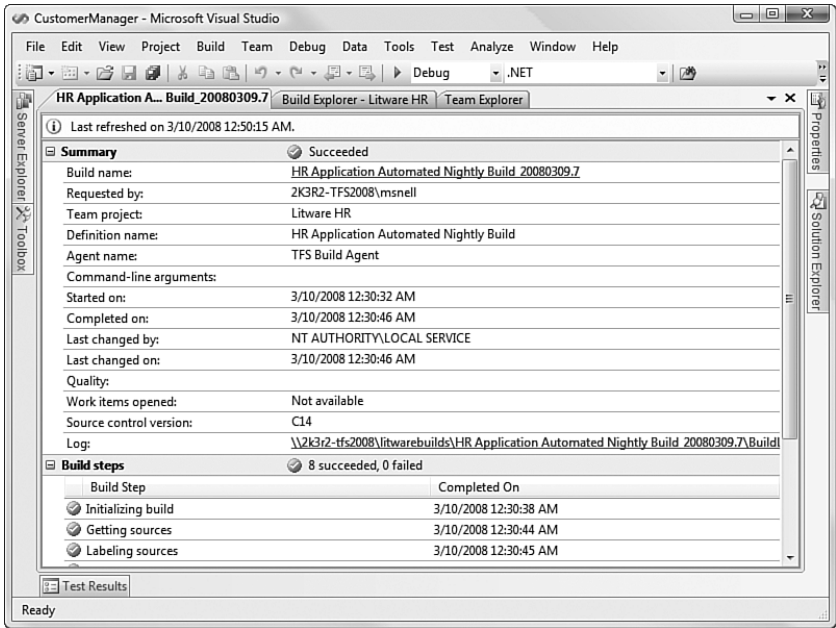 CustomerManager - Microsoft Visual Studio
File Edit View Project Build Team Debug Data Tools Test Analyze Window Help
Debug .NET
HR Application A... Build_20080309.7 Build Explorer - Litware HR Team Explorer
Server Explorer
Toolbox
Properties
Solution Explorer
Last refreshed on 3/10/2008 12:50:15 AM.
Summary Succeeded
Build name: HR Application Automated Nightly Build_20080309.7
Requested by: 2K3R2-TFS2008\msnell
Team project: Litware HR
Definition name: HR Application Automated Nightly Build
Agent name: TFS Build Agent
Command-line arguments:
Started on: 3/10/2008 12:30:32 AM
Completed on: 3/10/2008 12:30:46 AM
Last changed by: NT AUTHORITY\LOCAL SERVICE
Last changed on: 3/10/2008 12:30:46 AM
Quality:
Work items opened: Not available
Source control version: C14
Log: \\2k3r2-tfs2008\litwarebuilds\HR Application Automated Nightly Build_20080309.7\Buildl
Build steps 8 succeeded, 0 failed
Build Step Completed On
Initializing build 3/10/2008 12:30:38 AM
Getting sources 3/10/2008 12:30:44 AM
Labeling sources 3/10/2008 12:30:45 AM
Test Results
Ready